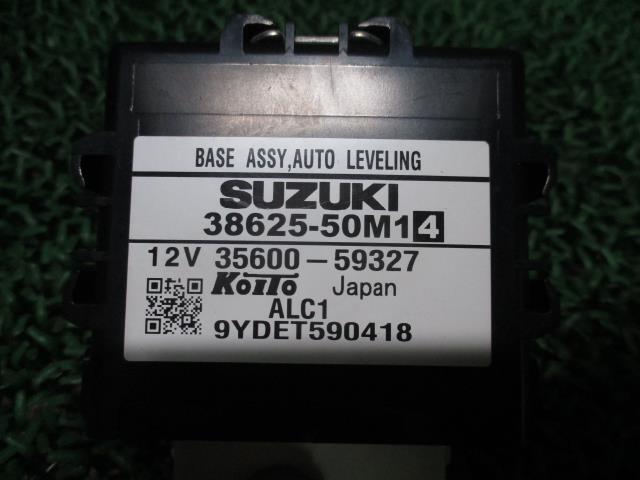 BASE ASSY,AUTO LEVELING
SUZUKI
38625-50M14
12V 35600-59327
KOITO Japan
ALC1
9YDET590418